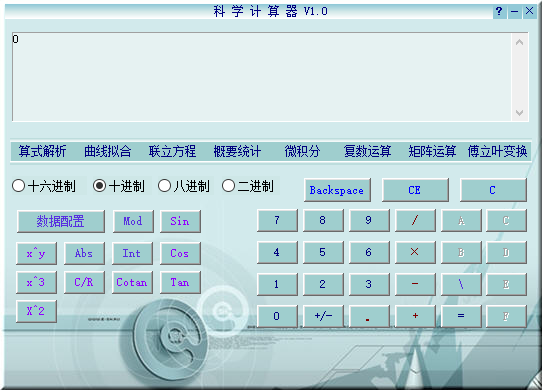 科 学 计 算 器 V1.0
? — ×
0
算式解析 曲线拟合 联立方程 概要统计 微积分 复数运算 矩阵运算 傅立叶变换
十六进制 十进制 八进制 二进制 Backspace CE C
数据配置 Mod Sin 7 8 9 / A C
x^y Abs Int Cos 4 5 6 × B D
x^3 C/R Cotan Tan 1 2 3 - \ E
X^2 0 +/- . + = F